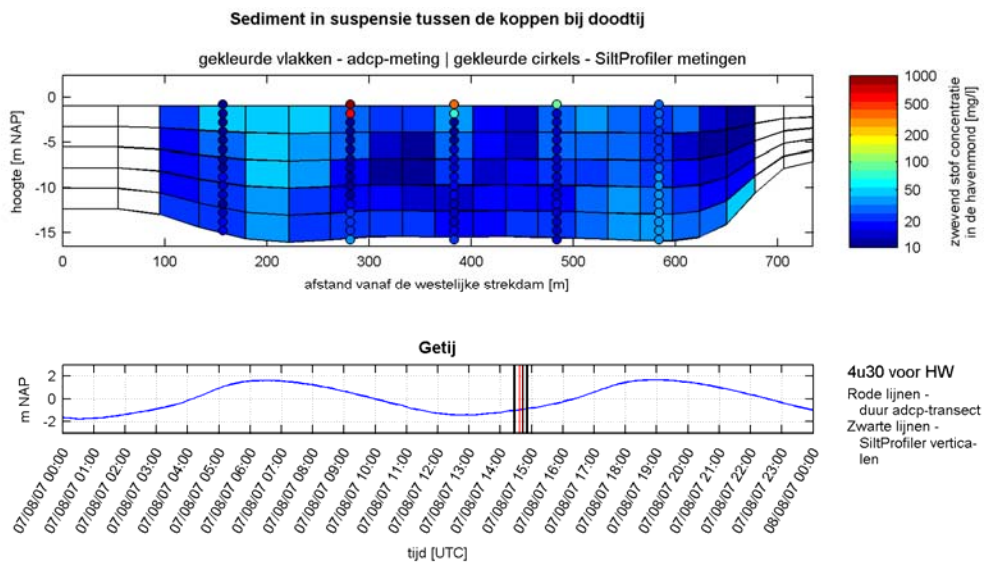 Sediment in suspensie tussen de koppen bij doodtij
gekleurde vlakken - adcp-meting | gekleurde cirkels - SiltProfiler metingen
hoogte [m NAP]
0
-5
-10
-15
0 100 200 300 400 500 600 700
afstand vanaf de westelijke strekdam [m]
1000
500
200
100
50
20
10
zwevend stof concentratie
in de havenmond [mg/l]
Getij
m NAP
2
0
-2
07/08/07 00:00
07/08/07 01:00
07/08/07 02:00
07/08/07 03:00
07/08/07 04:00
07/08/07 05:00
07/08/07 06:00
07/08/07 07:00
07/08/07 08:00
07/08/07 09:00
07/08/07 10:00
07/08/07 11:00
07/08/07 12:00
07/08/07 13:00
07/08/07 14:00
07/08/07 15:00
07/08/07 16:00
07/08/07 17:00
07/08/07 18:00
07/08/07 19:00
07/08/07 20:00
07/08/07 21:00
07/08/07 22:00
07/08/07 23:00
08/08/07 00:00
tijd [UTC]
4u30 voor HW
Rode lijnen -
duur adcp-transect
Zwarte lijnen -
SiltProfiler vertica-
len